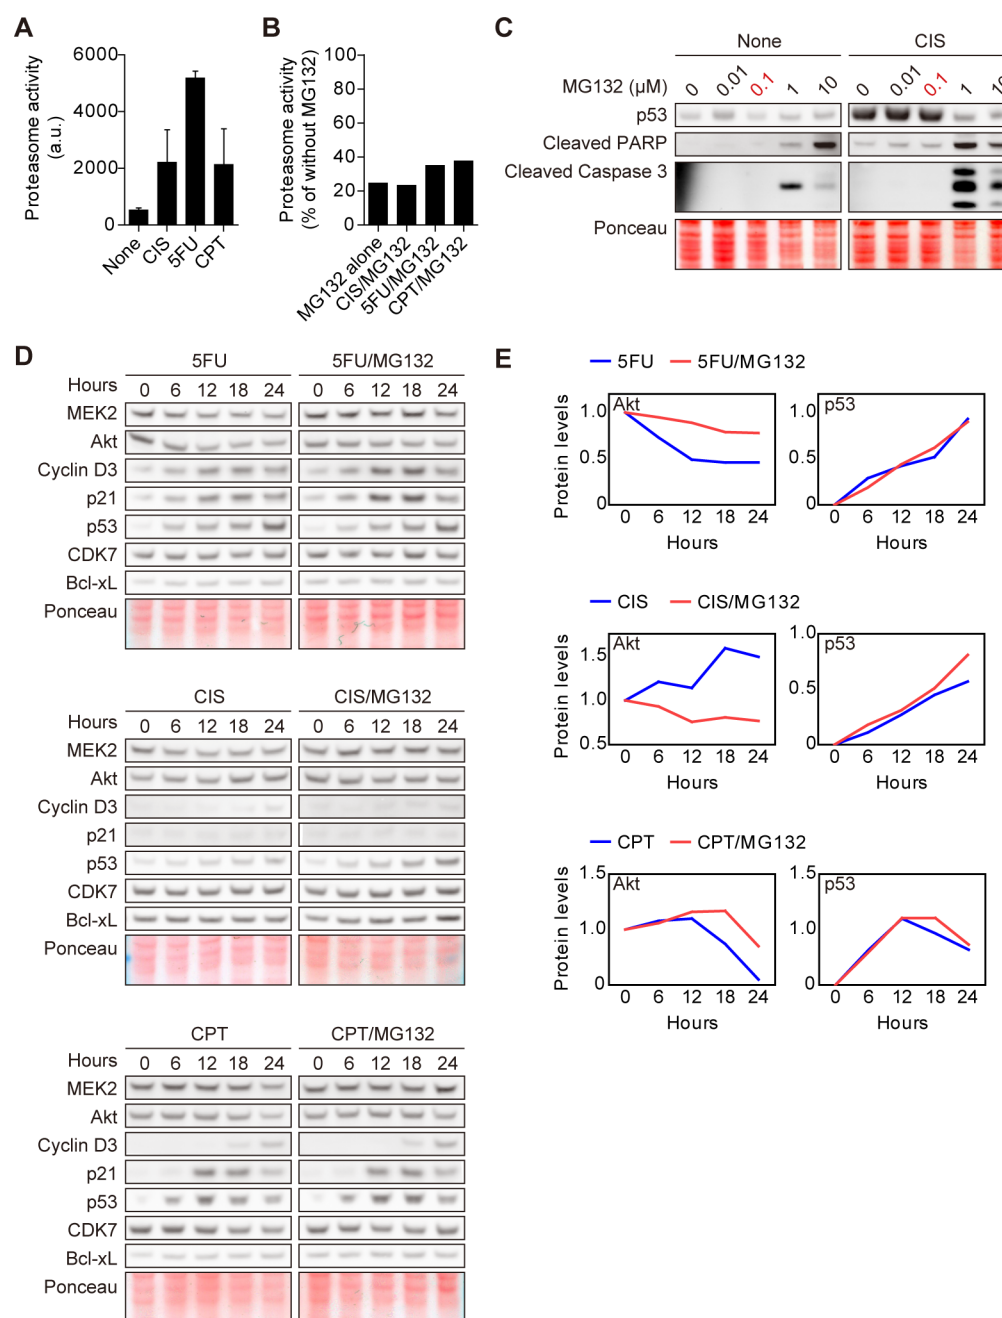 A
Proteasome activity
(a.u.)
6000
4000
2000
0
None
CIS
5FU
CPT
B
Proteasome activity
(% of without MG132)
100
80
60
40
20
0
MG132 alone
CIS/MG132
5FU/MG132
CPT/MG132
C
None
CIS
MG132 (μM)
0 0.01 0.1 1 10
0 0.01 0.1 1
p53
Cleaved PARP
Cleaved Caspase 3
Ponceau
D
5FU
5FU/MG132
Hours
0 6 12 18 24
0 6 12 18 24
MEK2
Akt
Cyclin D3
p21
p53
CDK7
Bcl-xL
Ponceau
CIS
CIS/MG132
Hours
0 6 12 18 24
0 6 12 18 24
MEK2
Akt
Cyclin D3
p21
p53
CDK7
Bcl-xL
Ponceau
CPT
CPT/MG132
Hours
0 6 12 18 24
0 6 12 18 24
MEK2
Akt
Cyclin D3
p21
p53
CDK7
Bcl-xL
Ponceau
E
5FU 5FU/MG132
Protein levels
Akt
1.0
0.5
0
0 6 12 18 24
Hours
p53
1.0
0.5
0
0 6 12 18 24
Hours
CIS CIS/MG132
Protein levels
Akt
1.5
1.0
0.5
0 6 12 18 24
Hours
p53
1.0
0.5
0
0 6 12 18 24
Hours
CPT CPT/MG132
Protein levels
Akt
1.5
1.0
0
0 6 12 18 24
Hours
p53
1.5
1.0
0
0 6 12 18 24
Hours